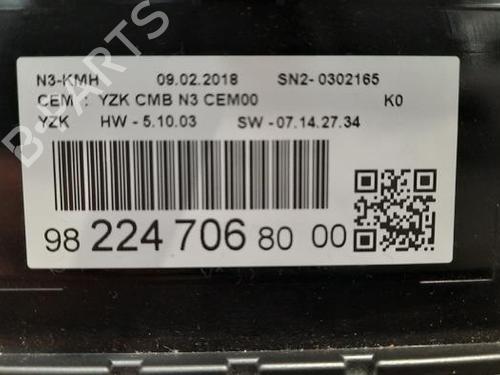 N3-KMH 09.02.2018 SN2- 0302165
CEM : YZK CMB N3 CEM00 K0
YZK HW - 5.10.03 SW - 07.14.27.34
98 224 706 80 00
B-PARTS